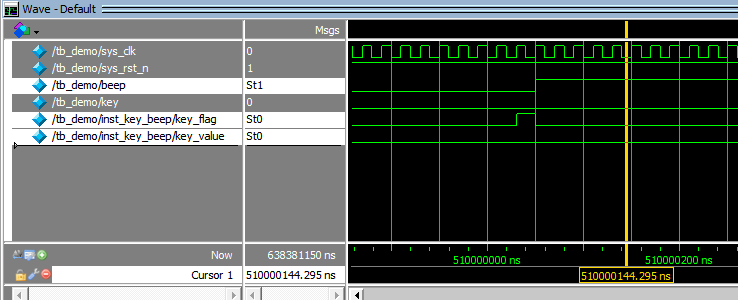 Wave - Default
Msgs
/tb_demo/sys_clk 0
/tb_demo/sys_rst_n 1
/tb_demo/beep St1
/tb_demo/key 0
/tb_demo/inst_key_beep/key_flag St0
/tb_demo/inst_key_beep/key_value St0
Now 638381150 ns 510000000 ns 510000200 ns
Cursor 1 510000144.295 ns 510000144.295 ns